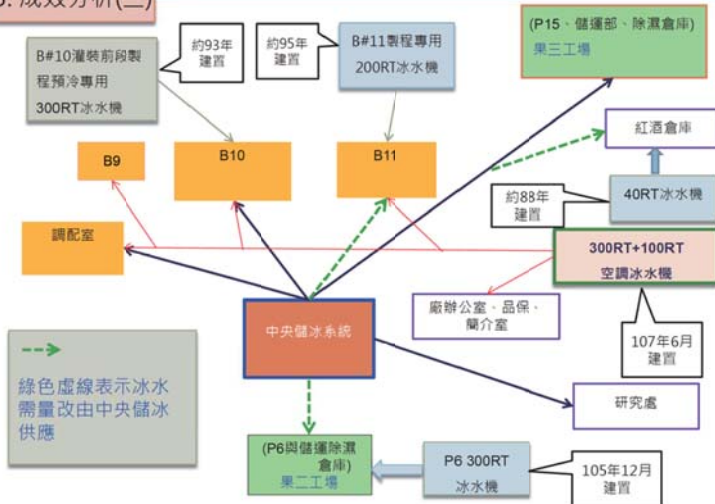 成效分析(二)
B#10灌裝前段製
程預冷專用
300RT冰水機
約93年
建置
約95年
建置
B#11製程專用
200RT冰水機
(P15、儲運部、除濕倉庫)
果三工場
紅酒倉庫
B9
B10
B11
約88年
建置
40RT冰水機
調配室
300RT+100RT
空調冰水機
廠辦公室、品保、
簡介室
中央儲冰系統
107年6月
建置
綠色虛線表示冰水
需量改由中央儲冰
供應
研究處
(P6與儲運除濕
倉庫)
果二工場
P6 300RT
冰水機
105年12月
建置